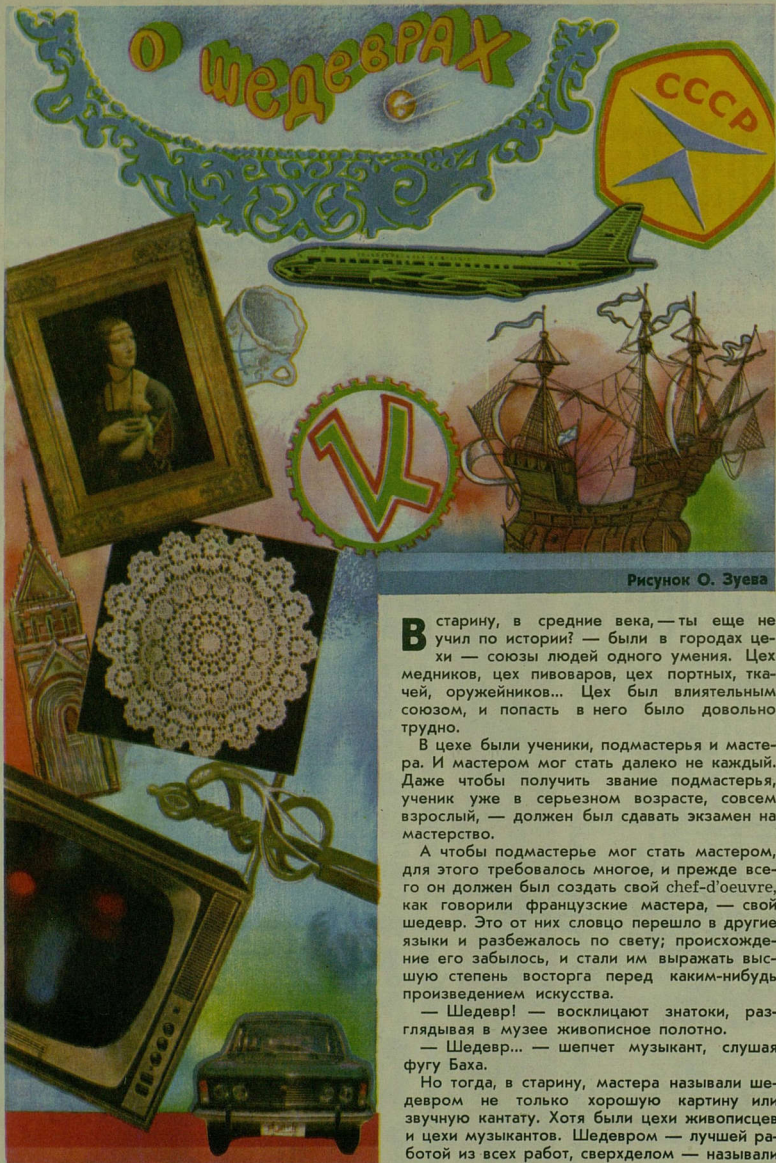 О ШЕДЕВРАХ
СССР
Рисунок О. Зуева
В старину, в средние века, — ты еще не
учил по истории? — были в городах це-
хи — союзы людей одного умения. Цех
медников, цех пивоваров, цех портных, тка-
чей, оружейников... Цех был влиятельным
союзом, и попасть в него было довольно
трудно.
В цехе были ученики, подмастерья и масте-
ра. И мастером мог стать далеко не каждый.
Даже чтобы получить звание подмастерья,
ученик уже в серьезном возрасте, совсем
взрослый, — должен был сдавать экзамен на
мастерство.
А чтобы подмастерье мог стать мастером,
для этого требовалось многое, и прежде все-
го он должен был создать свой chef-d'oeuvre,
как говорили французские мастера, — свой
шедевр. Это от них словцо перешло в другие
языки и разбежалось по свету; происхожде-
ние его забылось, и стали им выражать выс-
шую степень восторга перед каким-нибудь
произведением искусства.
— Шедевр! — восклицают знатоки, раз-
глядывая в музее живописное полотно.
— Шедевр... — шепчет музыкант, слушая
фугу Баха.
Но тогда, в старину, мастера называли ше-
девром не только хорошую картину или
звучную кантату. Хотя были цехи живописцев
и цехи музыкантов. Шедевром — лучшей ра-
ботой из всех работ, сверхделом — называли